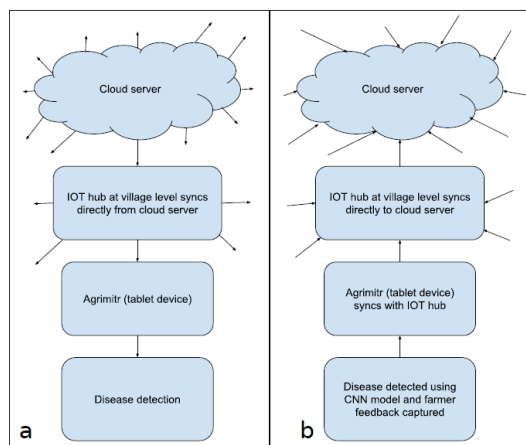 Cloud server
IOT hub at village level syncs
directly from cloud server
Agrimitr (tablet device)
Disease detection
a
Cloud server
IOT hub at village level syncs
directly to cloud server
Agrimitr (tablet device)
syncs with IOT hub
Disease detected using
CNN model and farmer
feedback captured
b